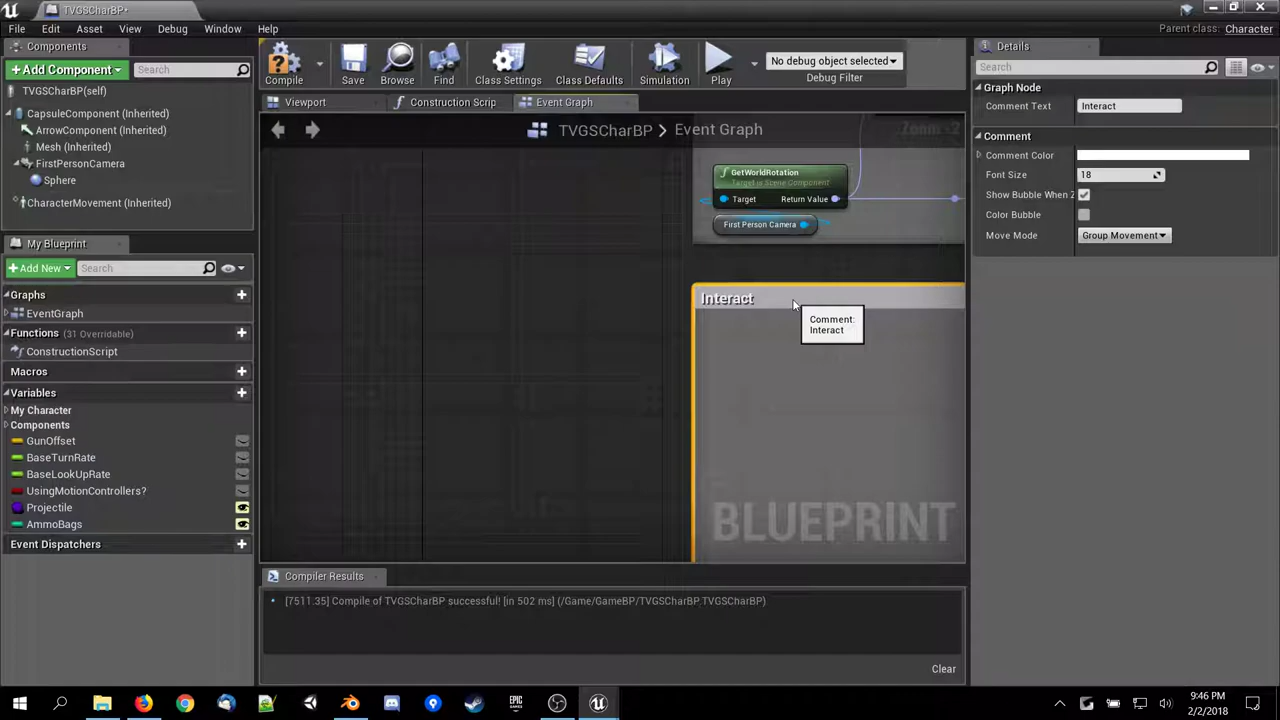 TVGSCharBP*
File Edit Asset View Debug Window Help
Parent class: Character
Components
+Add Component
Search
TVGSCharBP(self)
CapsuleComponent (Inherited)
ArrowComponent (Inherited)
Mesh (Inherited)
FirstPersonCamera
Sphere
CharacterMovement (Inherited)
My Blueprint
+Add New
Search
Graphs
EventGraph
Functions (31 Overridable)
ConstructionScript
Macros
Variables
My Character
Components
GunOffset
BaseTurnRate
BaseLookUpRate
UsingMotionControllers?
Projectile
AmmoBags
Event Dispatchers
Compile
Save
Browse
Find
Class Settings
Class Defaults
Simulation
Play
No debug object selected
Debug Filter
Viewport
Construction Scrip
Event Graph
TVGSCharBP > Event Graph
Zoom -2
GetWorldRotation
Target is Scene Component
Target
Return Value
First Person Camera
Interact
Comment:
Interact
BLUEPRINT
Compiler Results
[7511.35] Compile of TVGSCharBP successful! [in 502 ms] (/Game/GameBP/TVGSCharBP.TVGSCharBP)
Clear
Details
Search
Graph Node
Comment Text
Interact
Comment
Comment Color
Font Size
18
Show Bubble When Z
Color Bubble
Move Mode
Group Movement
EPIC
GAMES
9:46 PM
2/2/2018